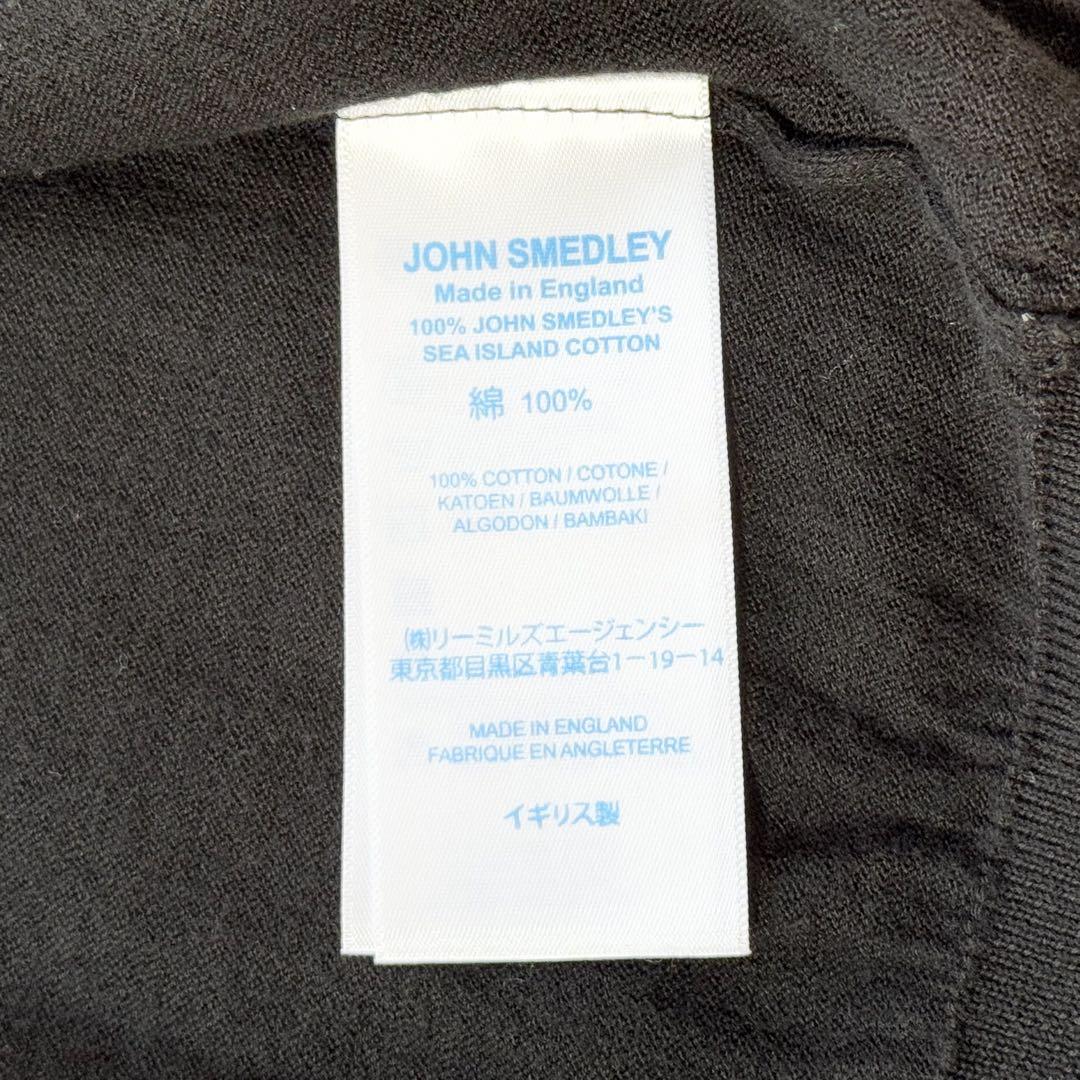 JOHN SMEDLEY
Made in England
100% JOHN SMEDLEY'S
SEA ISLAND COTTON
綿 100%
100% COTTON / COTONE /
KATOEN / BAUMWOLLE /
ALGODON / BAMBAKI
㈱リーミルズエージェンシー
東京都目黒区青葉台1-19-14
MADE IN ENGLAND
FABRIQUE EN ANGLETERRE
イギリス製